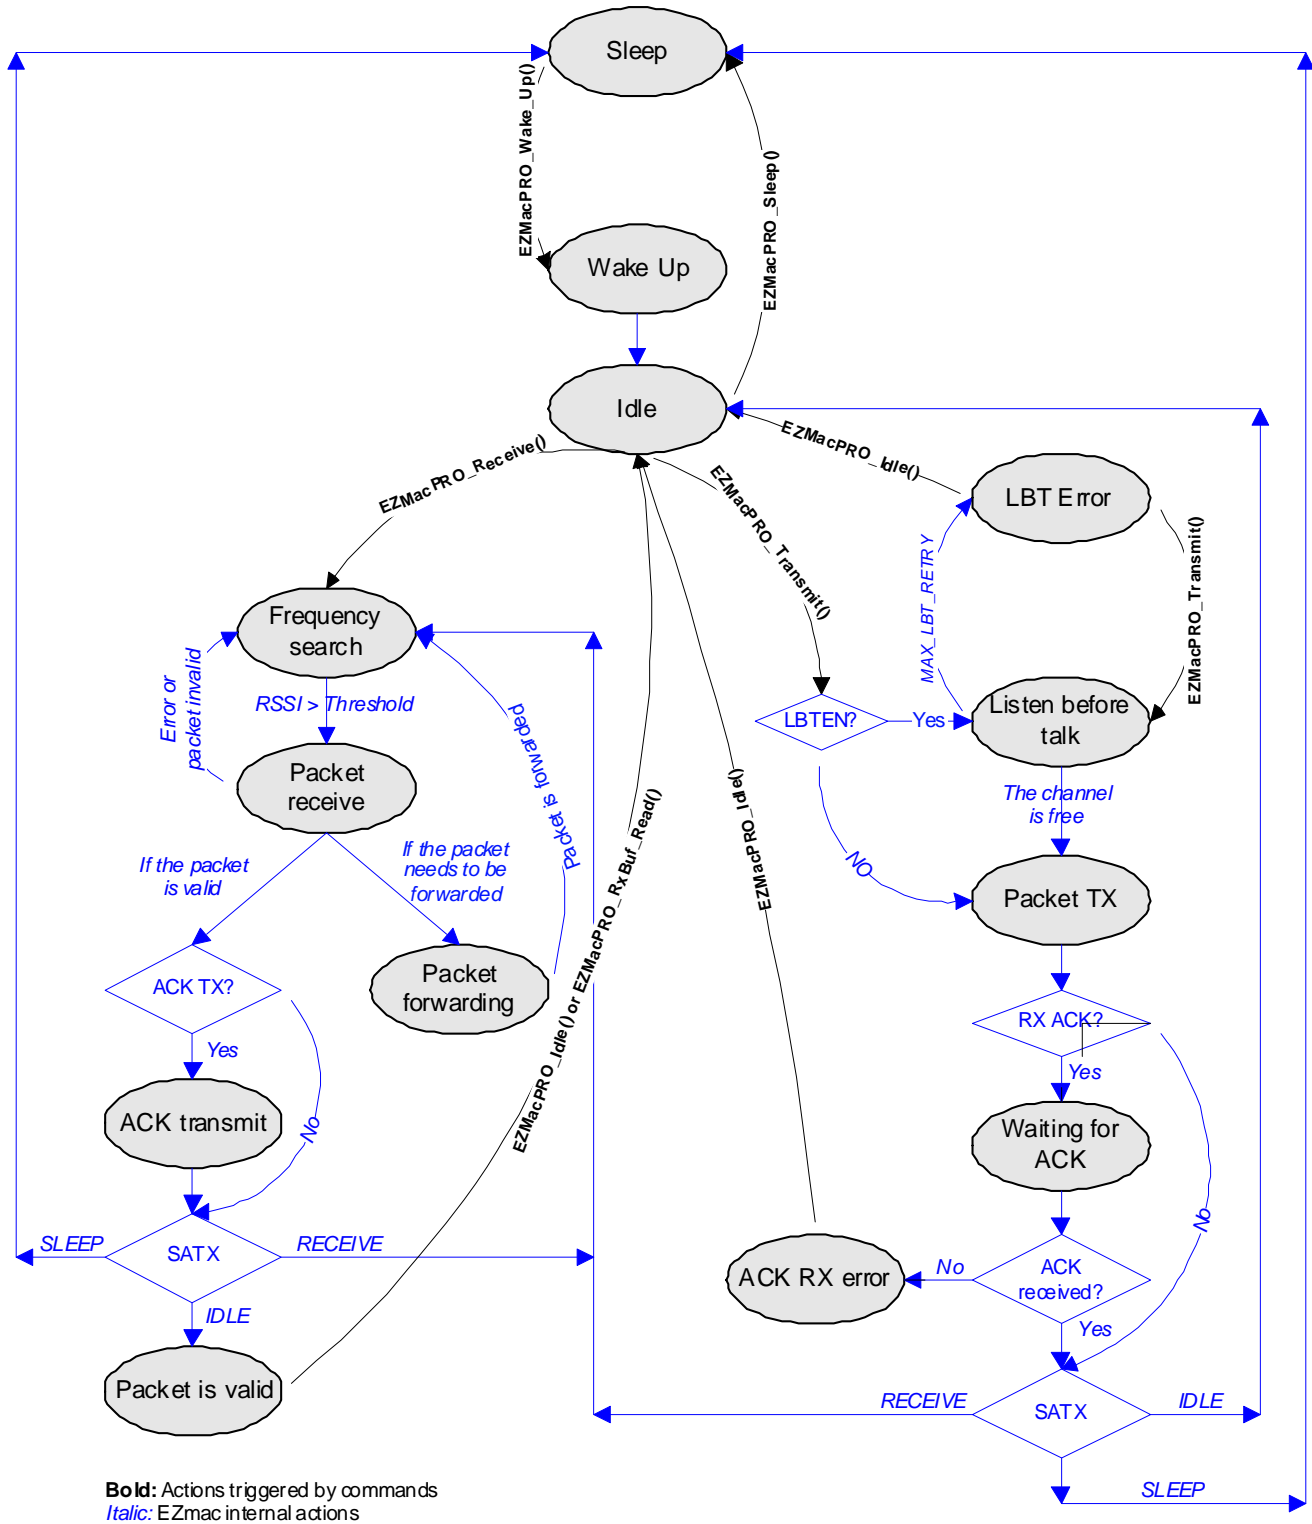 Sleep
EZMacPRO_Wake_Up()
EZMacPRO_Sleep()
Wake Up
Idle
EZMacPRO_Receive()
EZMacPRO_Transmit()
EZMacPRO_Idle()
LBT Error
MAX_LBT_RETRY
EZMacPRO_Transmit()
Frequency
search
Error or
packet invalid
RSSI > Threshold
Packet is forwarded
LBTEN?
Yes
Listen before
talk
Packet
receive
EZMacPRO_Idle()
The channel
is free
If the packet
is valid
If the packet
needs to be
forwarded
NO
Packet TX
EZMacPRO_Idle() or EZMacPRO_RxBuf_Read()
ACK TX?
Packet
forwarding
RX ACK?
Yes
Yes
ACK transmit
No
Waiting for
ACK
No
SLEEP
SATX
RECEIVE
ACK RX error
No
ACK
received?
IDLE
Yes
Packet is valid
RECEIVE
SATX
IDLE
SLEEP
Bold: Actions triggered by commands
Italic: EZmac internal actions